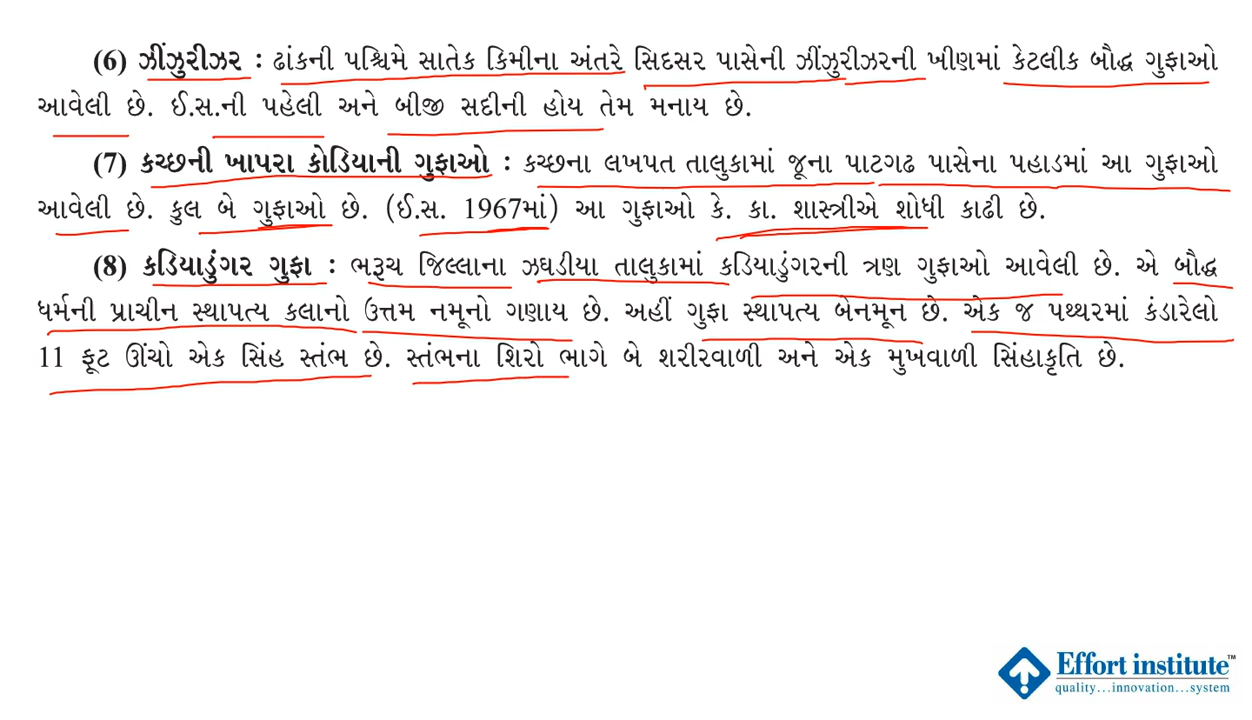 (6) ઝીંઝુરીઝર : ઢાંકની પશ્ચિમે સાતેક કિમીના અંતરે સિદસર પાસેની ઝીંઝુરીઝરની ખીણમાં કેટલીક બૌદ્ધ ગુફાઓ
આવેલી છે. ઈ.સ.ની પહેલી અને બીજી સદીની હોય તેમ મનાય છે.
(7) કચ્છની ખાપરા કોડિયાની ગુફાઓ : કચ્છના લખપત તાલુકામાં જૂના પાટગઢ પાસેના પહાડમાં આ ગુફાઓ
આવેલી છે. કુલ બે ગુફાઓ છે. (ઈ.સ. 1967માં) આ ગુફાઓ કે. કા. શાસ્ત્રીએ શોધી કાઢી છે.
(8) કડિયાડુંગર ગુફા : ભરૂચ જિલ્લાના ઝઘડીયા તાલુકામાં કડિયાડુંગરની ત્રણ ગુફાઓ આવેલી છે. એ બૌદ્ધ
ધર્મની પ્રાચીન સ્થાપત્ય કલાનો ઉત્તમ નમૂનો ગણાય છે. અહીં ગુફા સ્થાપત્ય બેનમૂન છે. એક જ પથ્થરમાં કંડારેલો
11 ફૂટ ઊંચો એક સિંહ સ્તંભ છે. સ્તંભના શિરો ભાગે બે શરીરવાળી અને એક મુખવાળી સિંહાકૃતિ છે.
Effort institute™
quality...innovation...system